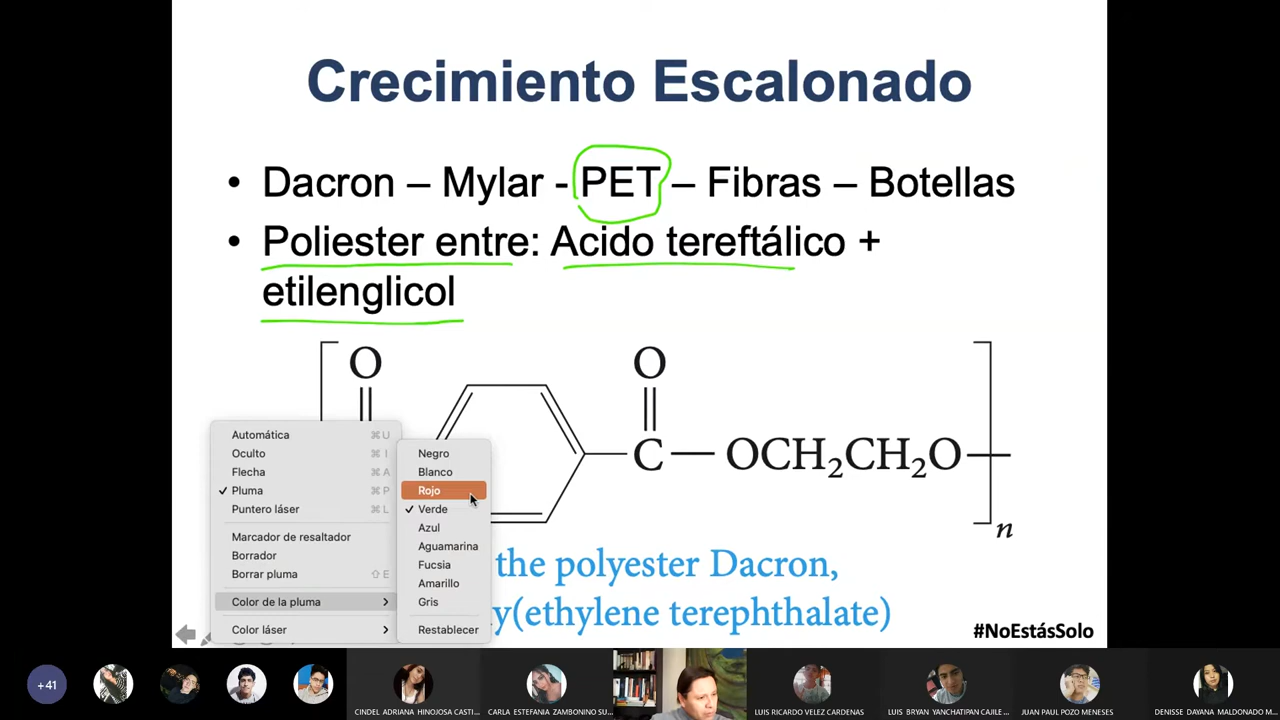 Crecimiento Escalonado
• Dacron – Mylar - PET – Fibras – Botellas
• Poliester entre: Acido tereftálico +
etilenglicol
O
O
C — OCH₂CH₂O
n
the polyester Dacron,
y(ethylene terephthalate)
#NoEstásSolo
Automática ⌘U
Oculto ⌘I
Flecha ⌘A
✓ Pluma ⌘P
Puntero láser ⌘L
Marcador de resaltador
Borrador
Borrar pluma ⇧E
Color de la pluma >
Color láser >
Negro
Blanco
Rojo
✓ Verde
Azul
Aguamarina
Fucsia
Amarillo
Gris
Restablecer
+41
CINDEL ADRIANA HINOJOSA CASTI...
CARLA ESTEFANIA ZAMBONINO SU...
LUIS RICARDO VELEZ CARDENAS
LUIS BRYAN YANCHATIPAN CAJILE...
JUAN PAUL POZO MENESES
DENISSE DAYANA MALDONADO M...